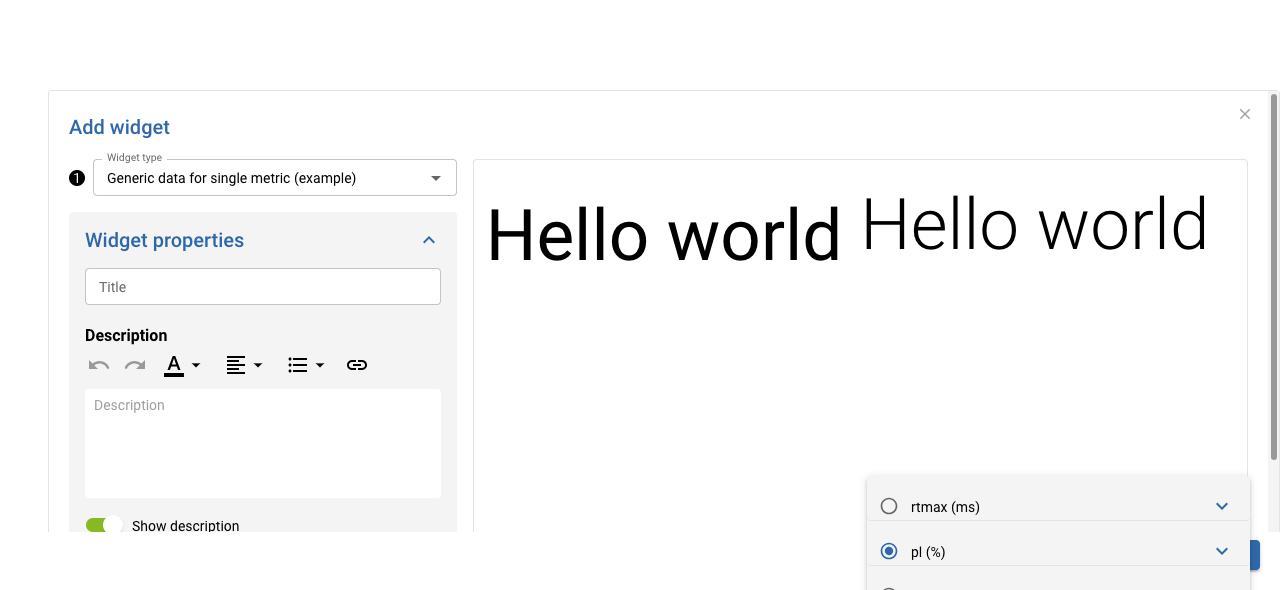 Add widget
Widget type
1 Generic data for single metric (example)
Hello world Hello world
Widget properties
Title
Description
A
Description
Show description
rtmax (ms)
pl (%)